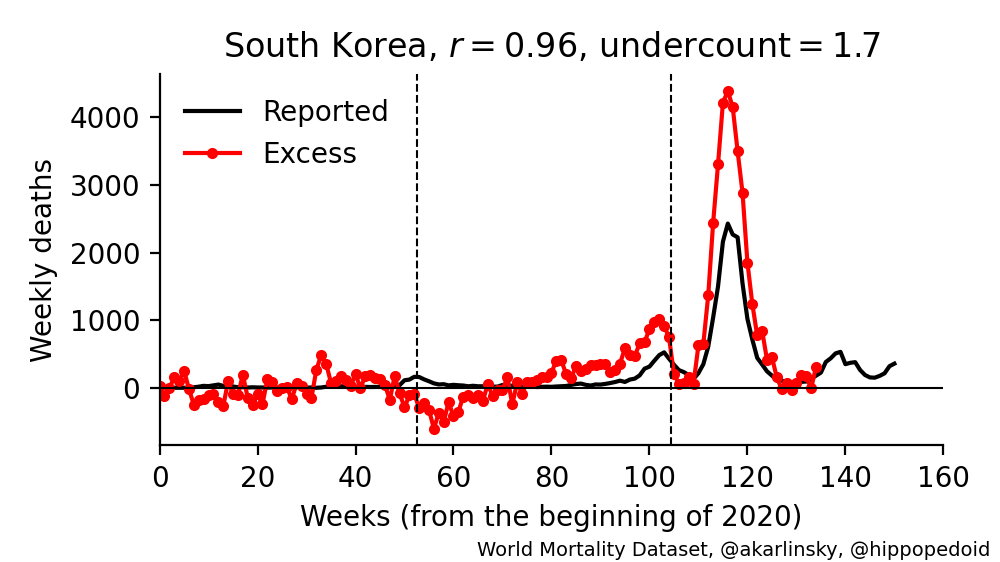 South Korea, r = 0.96, undercount = 1.7
Reported
Excess
Weekly deaths
4000
3000
2000
1000
0
0 20 40 60 80 100 120 140 160
Weeks (from the beginning of 2020)
World Mortality Dataset, @akarlinsky, @hippopedoid